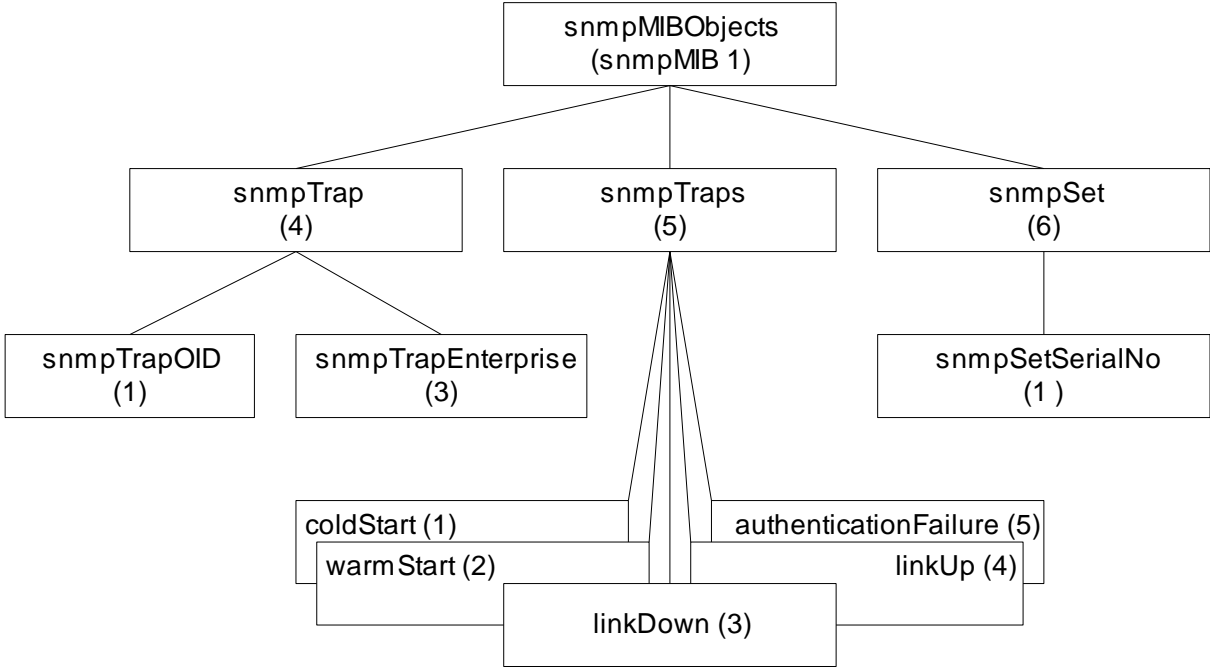 snmpMIBObjects
(snmpMIB 1)
snmpTrap
(4)
snmpTraps
(5)
snmpSet
(6)
snmpTrapOID
(1)
snmpTrapEnterprise
(3)
snmpSetSerialNo
(1 )
coldStart (1)
authenticationFailure (5)
warmStart (2)
linkUp (4)
linkDown (3)